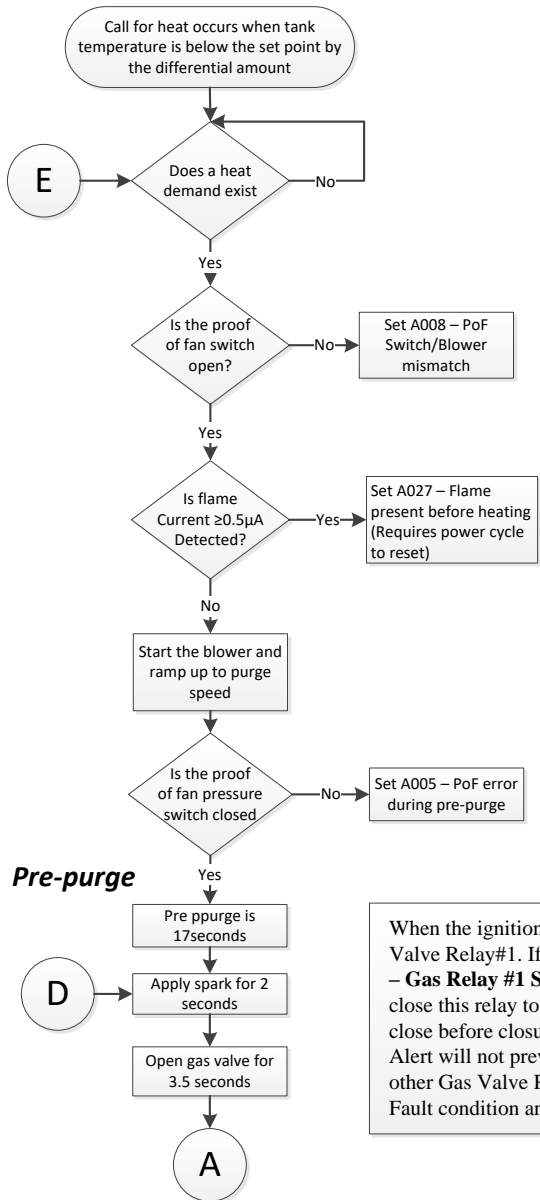 Call for heat occurs when tank
temperature is below the set point by
the differential amount
E
Does a heat
demand exist
No
Yes
Is the proof
of fan switch
open?
No
Set A008 – PoF
Switch/Blower
mismatch
Yes
Is flame
Current ≥0.5µA
Detected?
Yes
Set A027 – Flame
present before heating
(Requires power cycle
to reset)
No
Start the blower and
ramp up to purge
speed
Is the proof
of fan pressure
switch closed
No
Set A005 – PoF error
during pre-purge
Pre-purge
Yes
Pre ppurge is
17seconds
D
Apply spark for 2
seconds
Open gas valve for
3.5 seconds
A
When the ignition
Valve Relay#1. If
– Gas Relay #1 S
close this relay to
close before closu
Alert will not prev
other Gas Valve R
Fault condition an